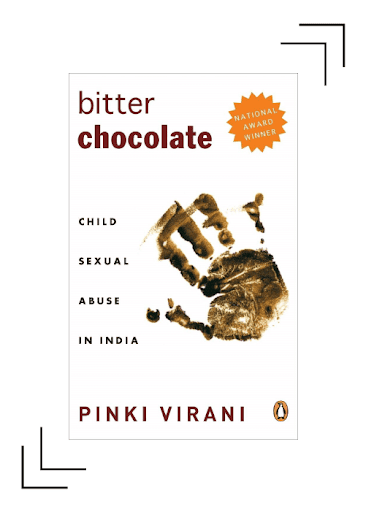 bitter
chocolate
NATIONAL
AWARD
WINNER
CHILD
SEXUAL
ABUSE
IN INDIA
PINKI VIRANI